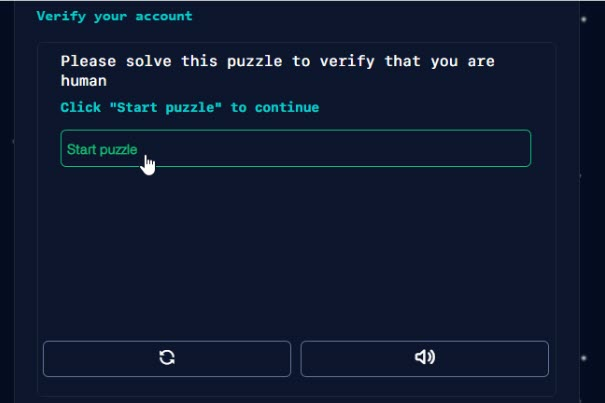 Verify your account
Please solve this puzzle to verify that you are
human
Click "Start puzzle" to continue
Start puzzle